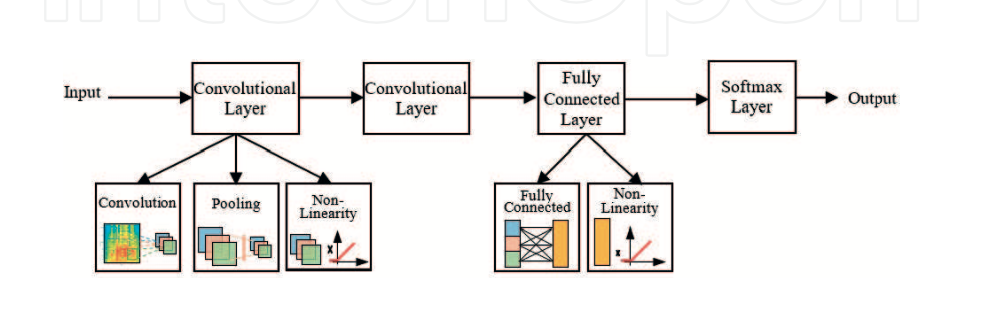 Input
Convolutional
Layer
Convolutional
Layer
Fully
Connected
Layer
Softmax
Layer
Output
Convolution
Pooling
Non-
Linearity
x
Fully
Connected
Non-
Linearity
x